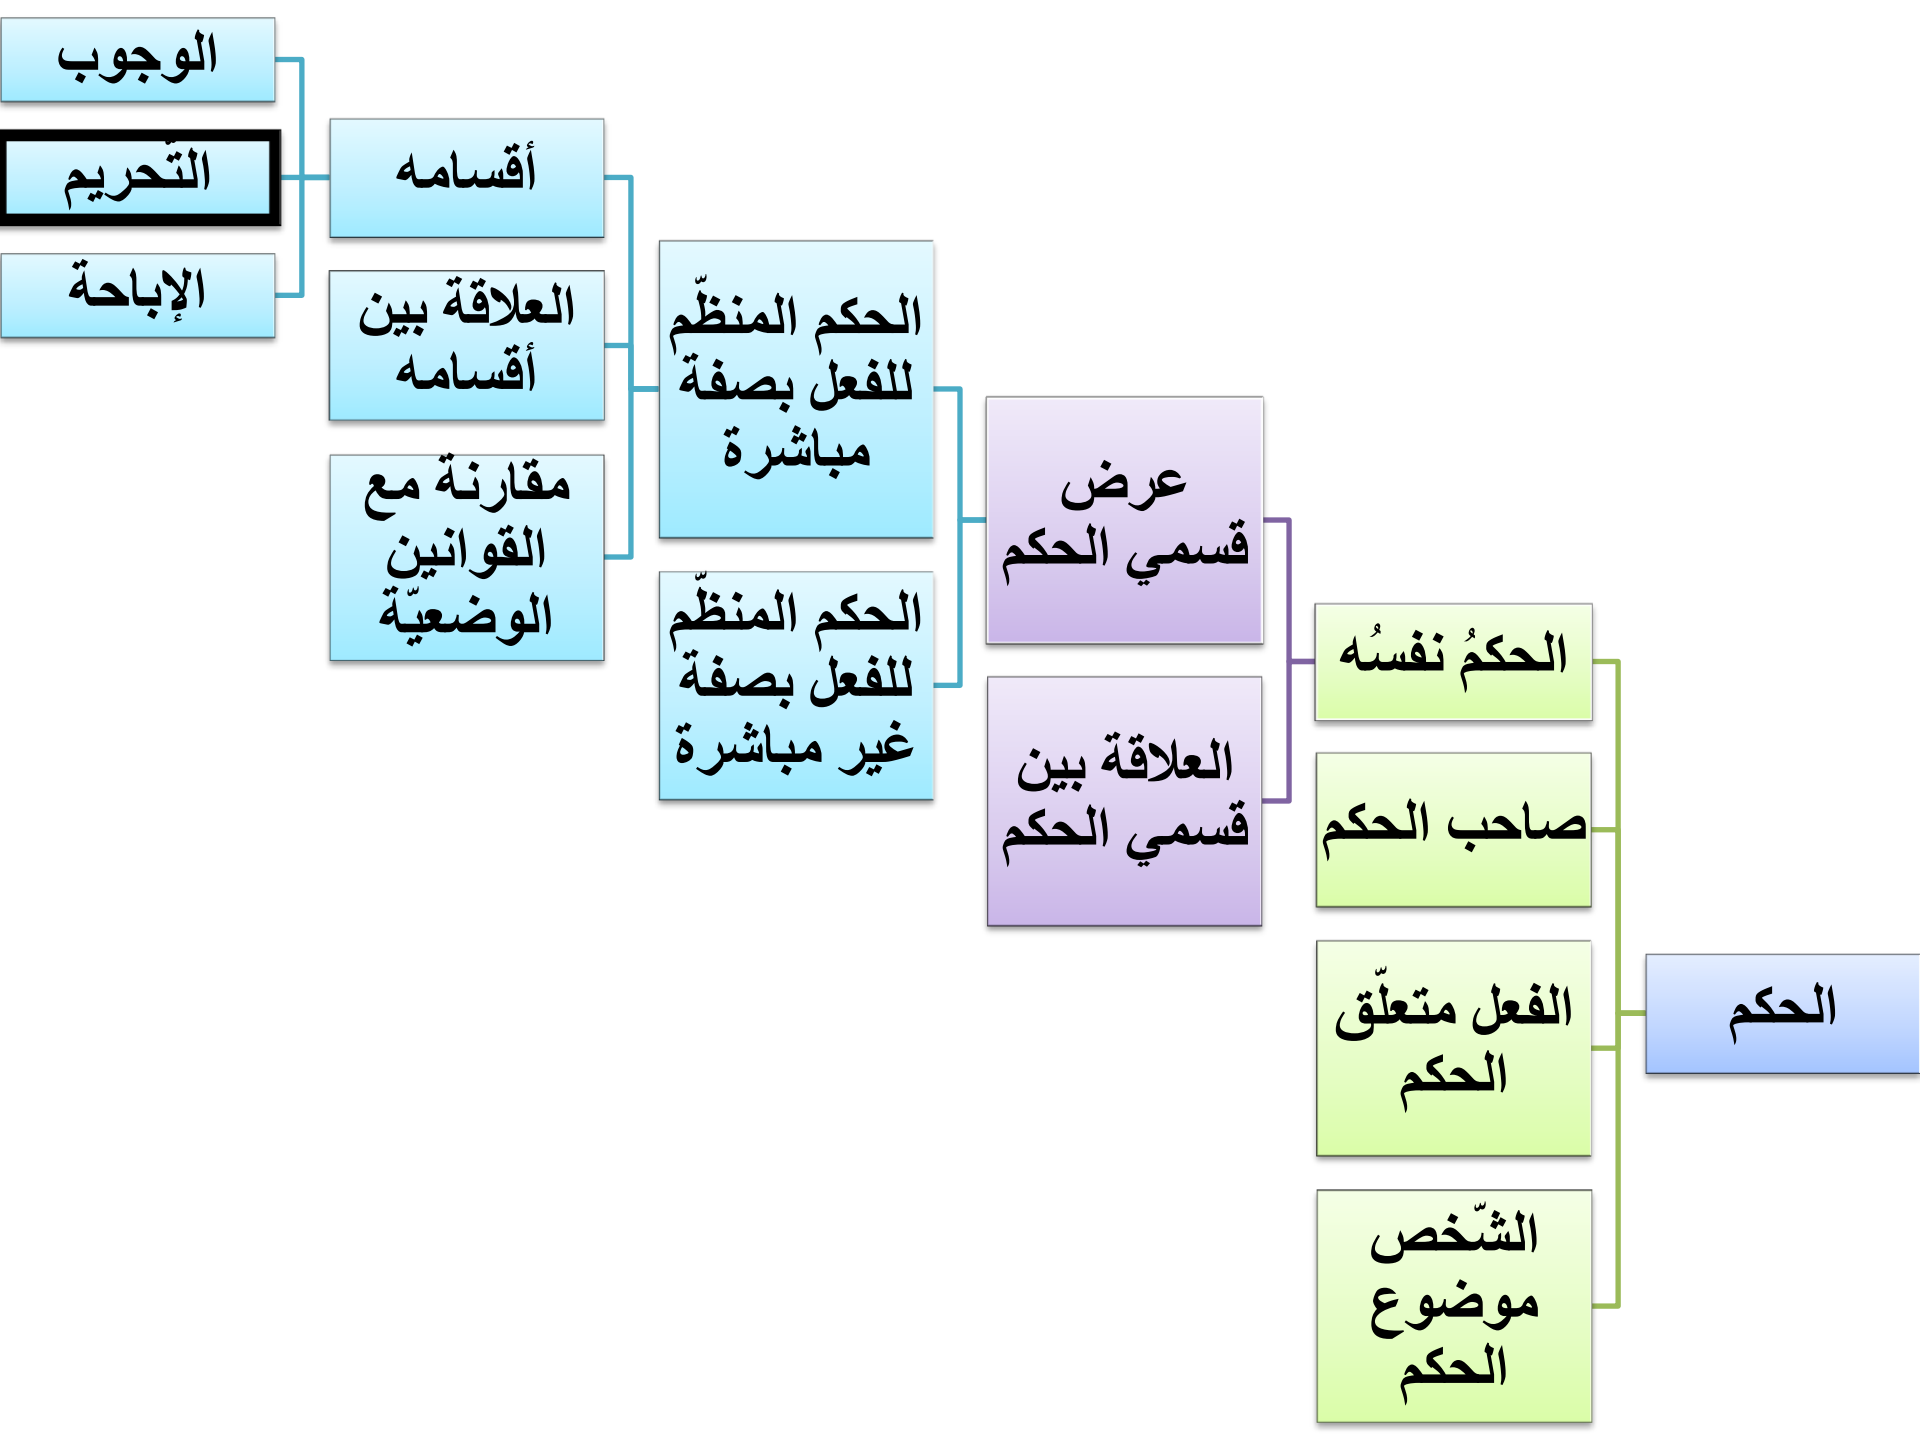 الحكم
الحكمُ نفسُه
صاحب الحكم
الفعل متعلّق
الحكم
الشّخص
موضوع
الحكم
عرض
قسمي الحكم
العلاقة بين
قسمي الحكم
الحكم المنظّم
للفعل بصفة
مباشرة
الحكم المنظّم
للفعل بصفة
غير مباشرة
أقسامه
العلاقة بين
أقسامه
مقارنة مع
القوانين
الوضعيّة
الوجوب
التّحريم
الإباحة